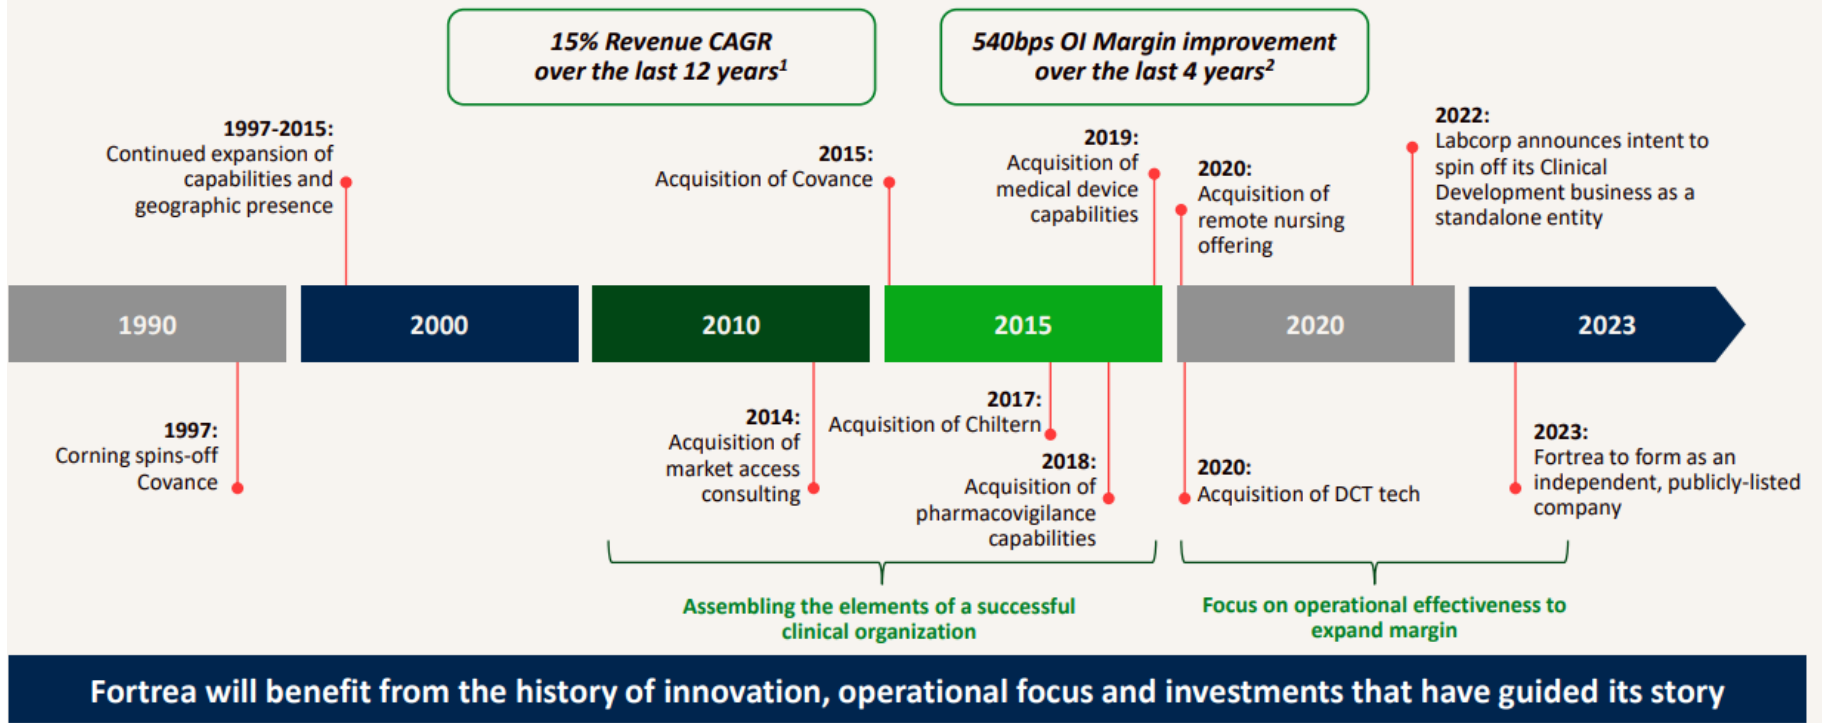 15% Revenue CAGR
over the last 12 years1
540bps OI Margin improvement
over the last 4 years2
1997-2015:
Continued expansion of
capabilities and
geographic presence
2015:
Acquisition of Covance
2019:
Acquisition of
medical device
capabilities
2020:
Acquisition of
remote nursing
offering
2022:
Labcorp announces intent to
spin off its Clinical
Development business as a
standalone entity
1990
2000
2010
2015
2020
2023
1997:
Corning spins-off
Covance
2014:
Acquisition of
market access
consulting
2017:
Acquisition of Chiltern
2018:
Acquisition of
pharmacovigilance
capabilities
2020:
Acquisition of DCT tech
2023:
Fortrea to form as an
independent, publicly-listed
company
Assembling the elements of a successful
clinical organization
Focus on operational effectiveness to
expand margin
Fortrea will benefit from the history of innovation, operational focus and investments that have guided its story